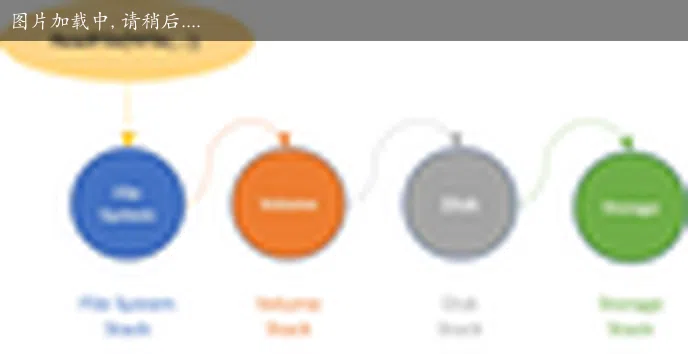 图片加载中,请稍后....
File
System
Volume
Disk
Storage
File System
Stack
Volume
Stack
Disk
Stack
Storage
Stack